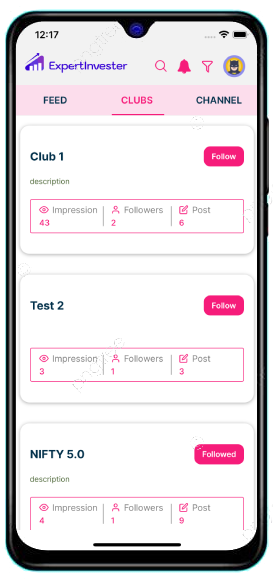 12:17
ExpertInvester
FEED CLUBS CHANNEL
Club 1 Follow
description
Impression Followers Post
43 2 6
Test 2 Follow
Impression Followers Post
3 1 3
NIFTY 5.0 Followed
description
Impression Followers Post
4 1 9